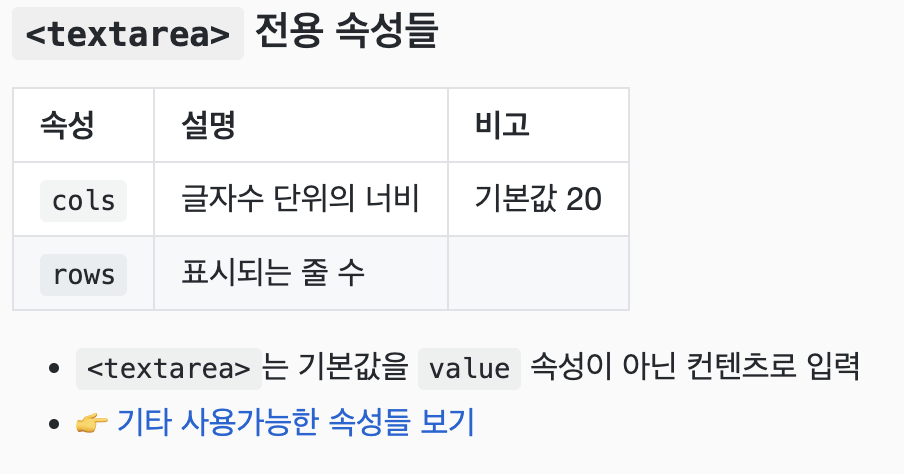 <textarea> 전용 속성들
속성 설명 비고
cols 글자수 단위의 너비 기본값 20
rows 표시되는 줄 수
<textarea>는 기본값을 value 속성이 아닌 컨텐츠로 입력
👉 기타 사용가능한 속성들 보기